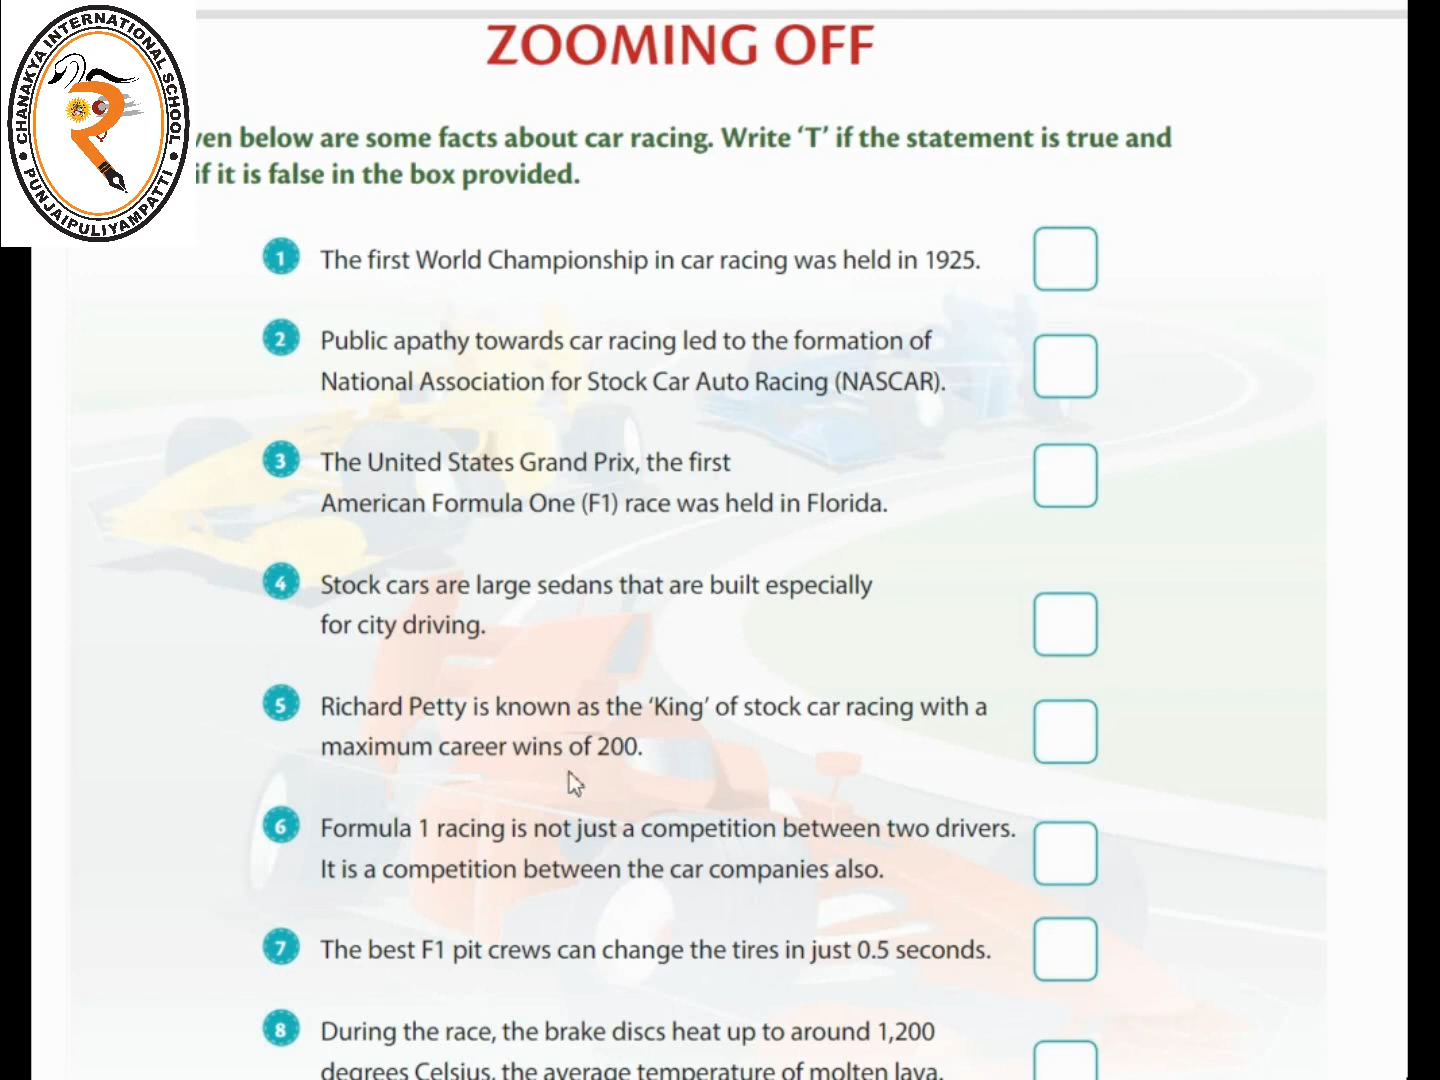 ZOOMING OFF
CHANAKYA INTERNATIONAL SCHOOL
PUNJAIPULIYAMPATTI
ven below are some facts about car racing. Write ‘T’ if the statement is true and
if it is false in the box provided.
1 The first World Championship in car racing was held in 1925.
2 Public apathy towards car racing led to the formation of
National Association for Stock Car Auto Racing (NASCAR).
3 The United States Grand Prix, the first
American Formula One (F1) race was held in Florida.
4 Stock cars are large sedans that are built especially
for city driving.
5 Richard Petty is known as the ‘King’ of stock car racing with a
maximum career wins of 200.
6 Formula 1 racing is not just a competition between two drivers.
It is a competition between the car companies also.
7 The best F1 pit crews can change the tires in just 0.5 seconds.
8 During the race, the brake discs heat up to around 1,200
degrees Celsius, the average temperature of molten lava.